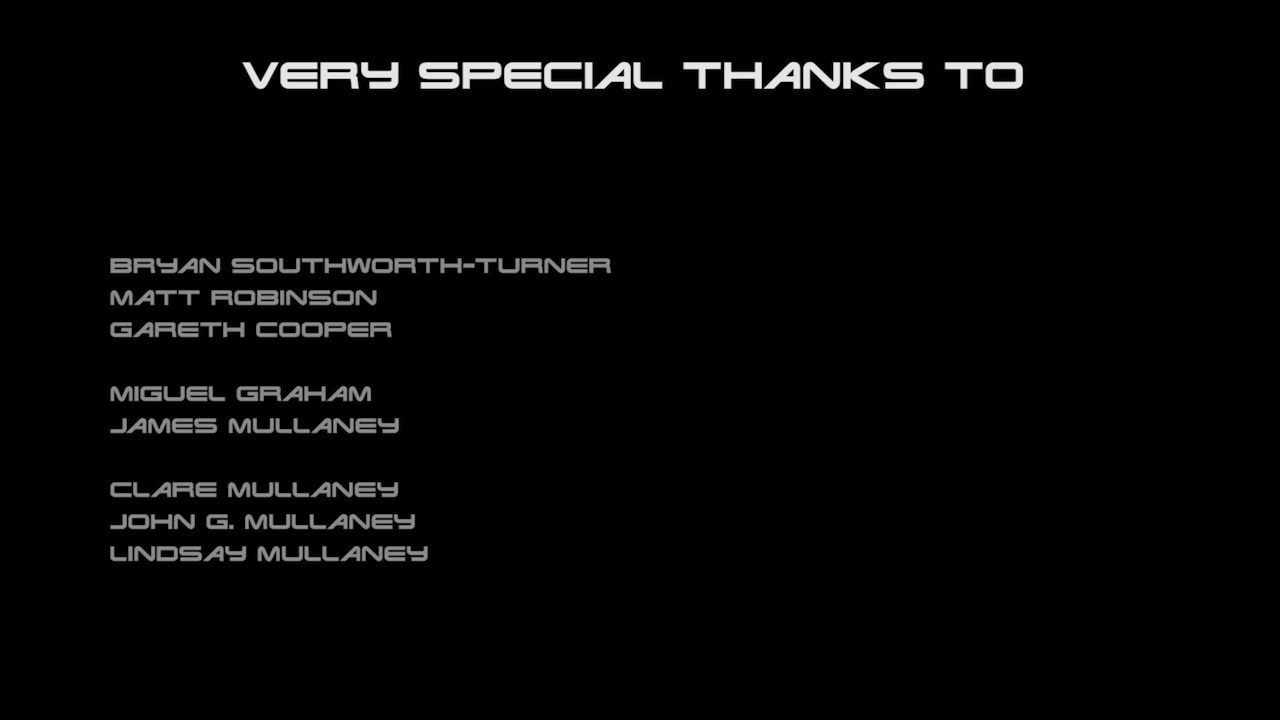 VERY SPECIAL THANKS TO
BRYAN SOUTHWORTH-TURNER
MATT ROBINSON
GARETH COOPER
MIGUEL GRAHAM
JAMES MULLANEY
CLARE MULLANEY
JOHN G. MULLANEY
LINDSAY MULLANEY